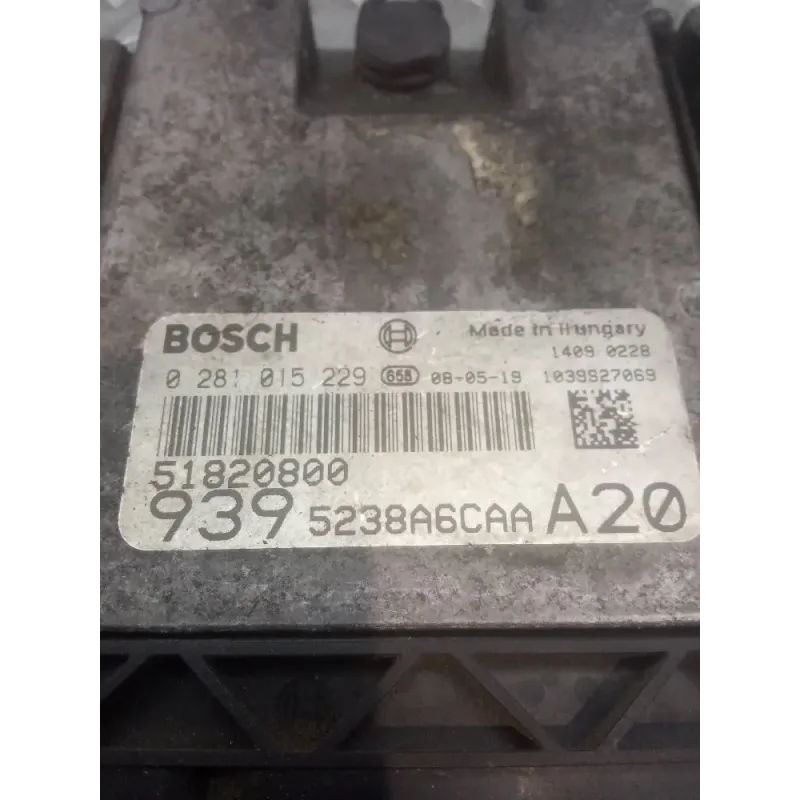 BOSCH Made in Hungary
1409 0228
0 281 015 229 658 08-05-19 1039S27069
51820800
939 5238A6CAA A20